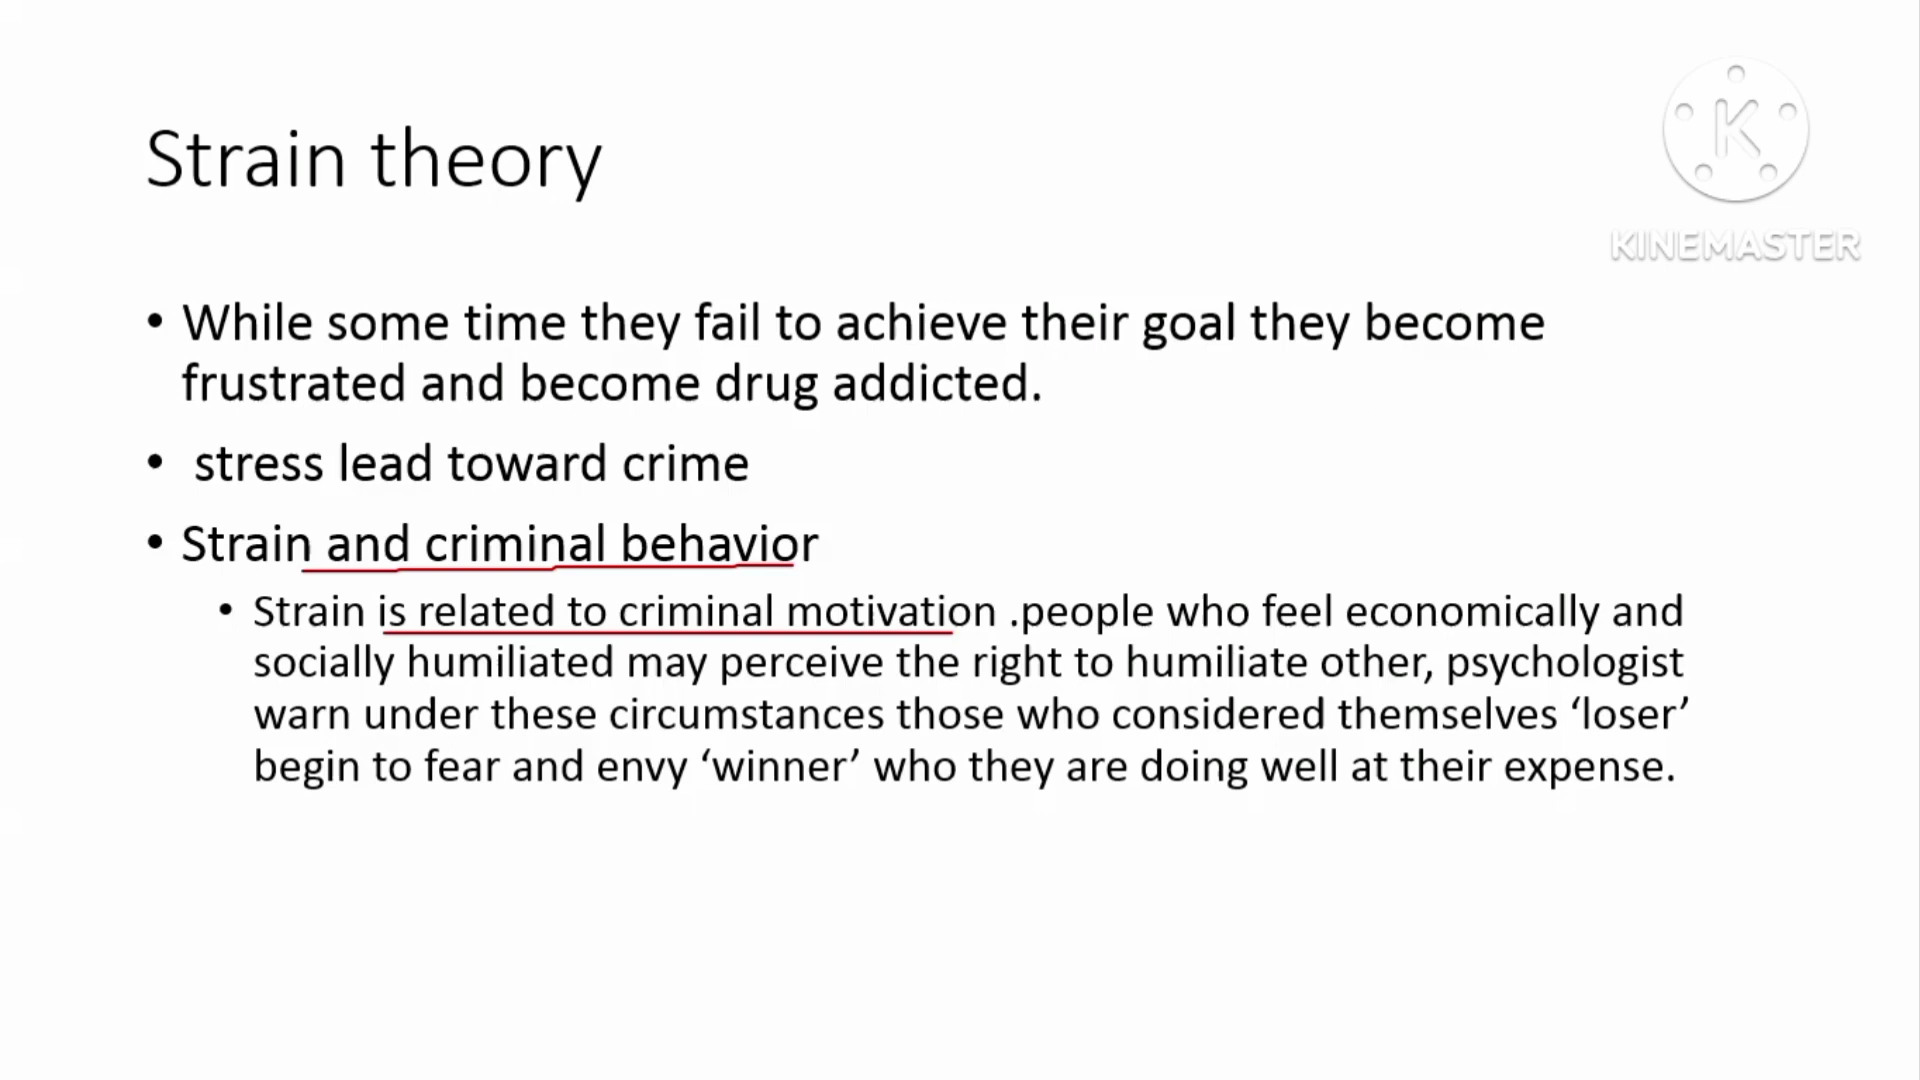 Strain theory
K
KINEMASTER
• While some time they fail to achieve their goal they become
frustrated and become drug addicted.
• stress lead toward crime
• Strain and criminal behavior
• Strain is related to criminal motivation .people who feel economically and
socially humiliated may perceive the right to humiliate other, psychologist
warn under these circumstances those who considered themselves ‘loser’
begin to fear and envy ‘winner’ who they are doing well at their expense.